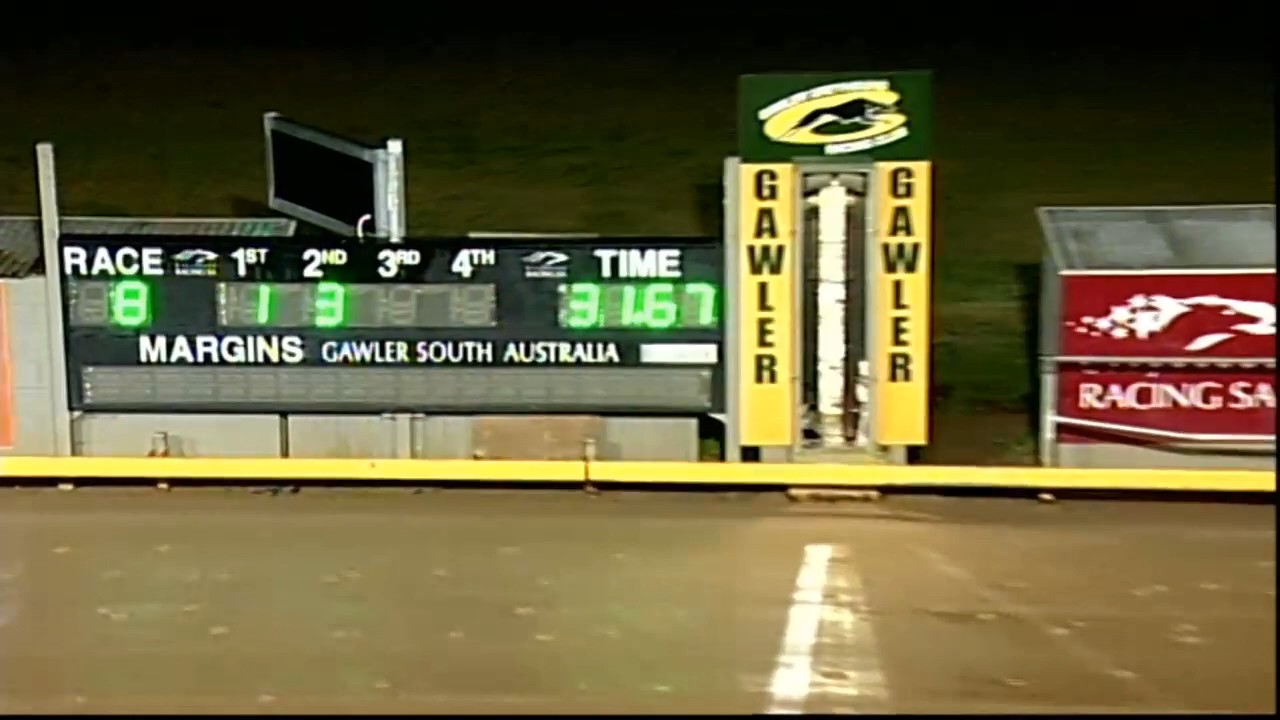 RACE 1ST 2ND 3RD 4TH TIME
8 1 3 31.67
MARGINS GAWLER SOUTH AUSTRALIA
GAWLER
GAWLER
RACING SA